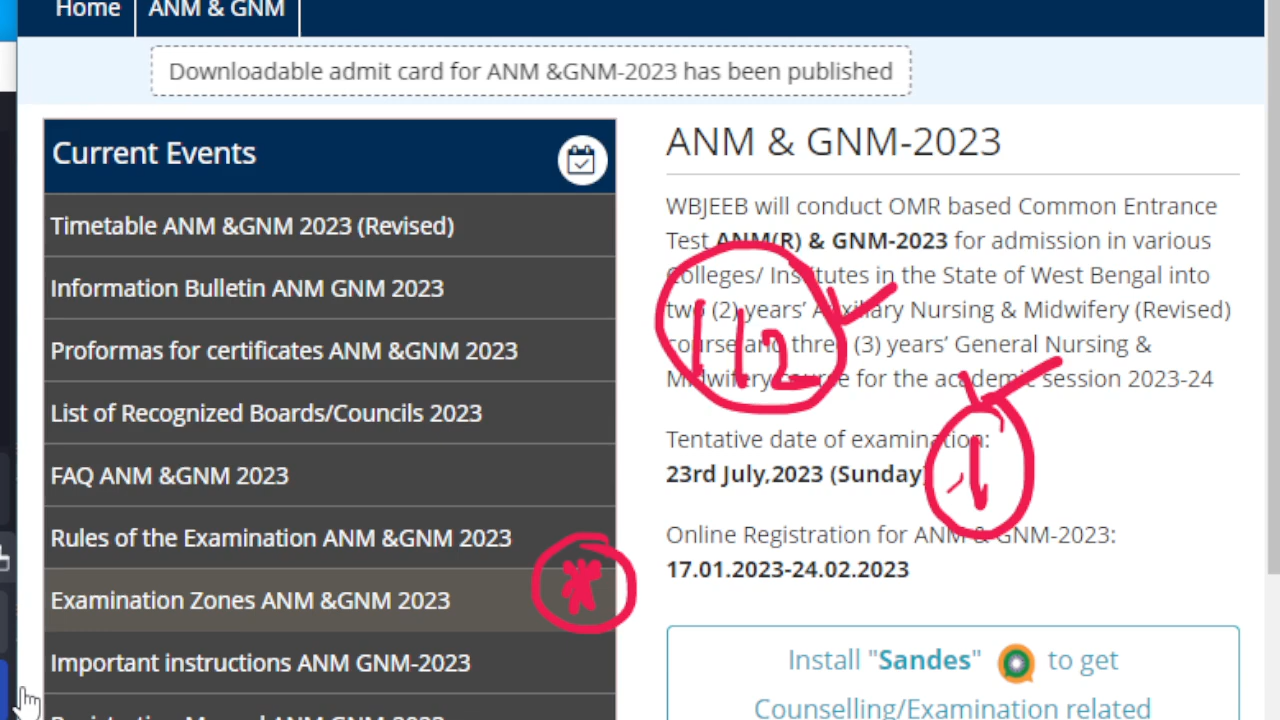 Home ANM & GNM
Downloadable admit card for ANM &GNM-2023 has been published
Current Events
Timetable ANM &GNM 2023 (Revised)
Information Bulletin ANM GNM 2023
Proformas for certificates ANM &GNM 2023
List of Recognized Boards/Councils 2023
FAQ ANM &GNM 2023
Rules of the Examination ANM &GNM 2023
Examination Zones ANM &GNM 2023
Important instructions ANM GNM-2023
ANM & GNM-2023
WBJEEB will conduct OMR based Common Entrance
Test ANM(R) & GNM-2023 for admission in various
Colleges/ Institutes in the State of West Bengal into
two (2) years’ Auxiliary Nursing & Midwifery (Revised)
course and three (3) years’ General Nursing &
Midwifery course for the academic session 2023-24
112
Tentative date of examination:
23rd July,2023 (Sunday)
1
Online Registration for ANM & GNM-2023:
17.01.2023-24.02.2023
Install "Sandes" to get
Counselling/Examination related